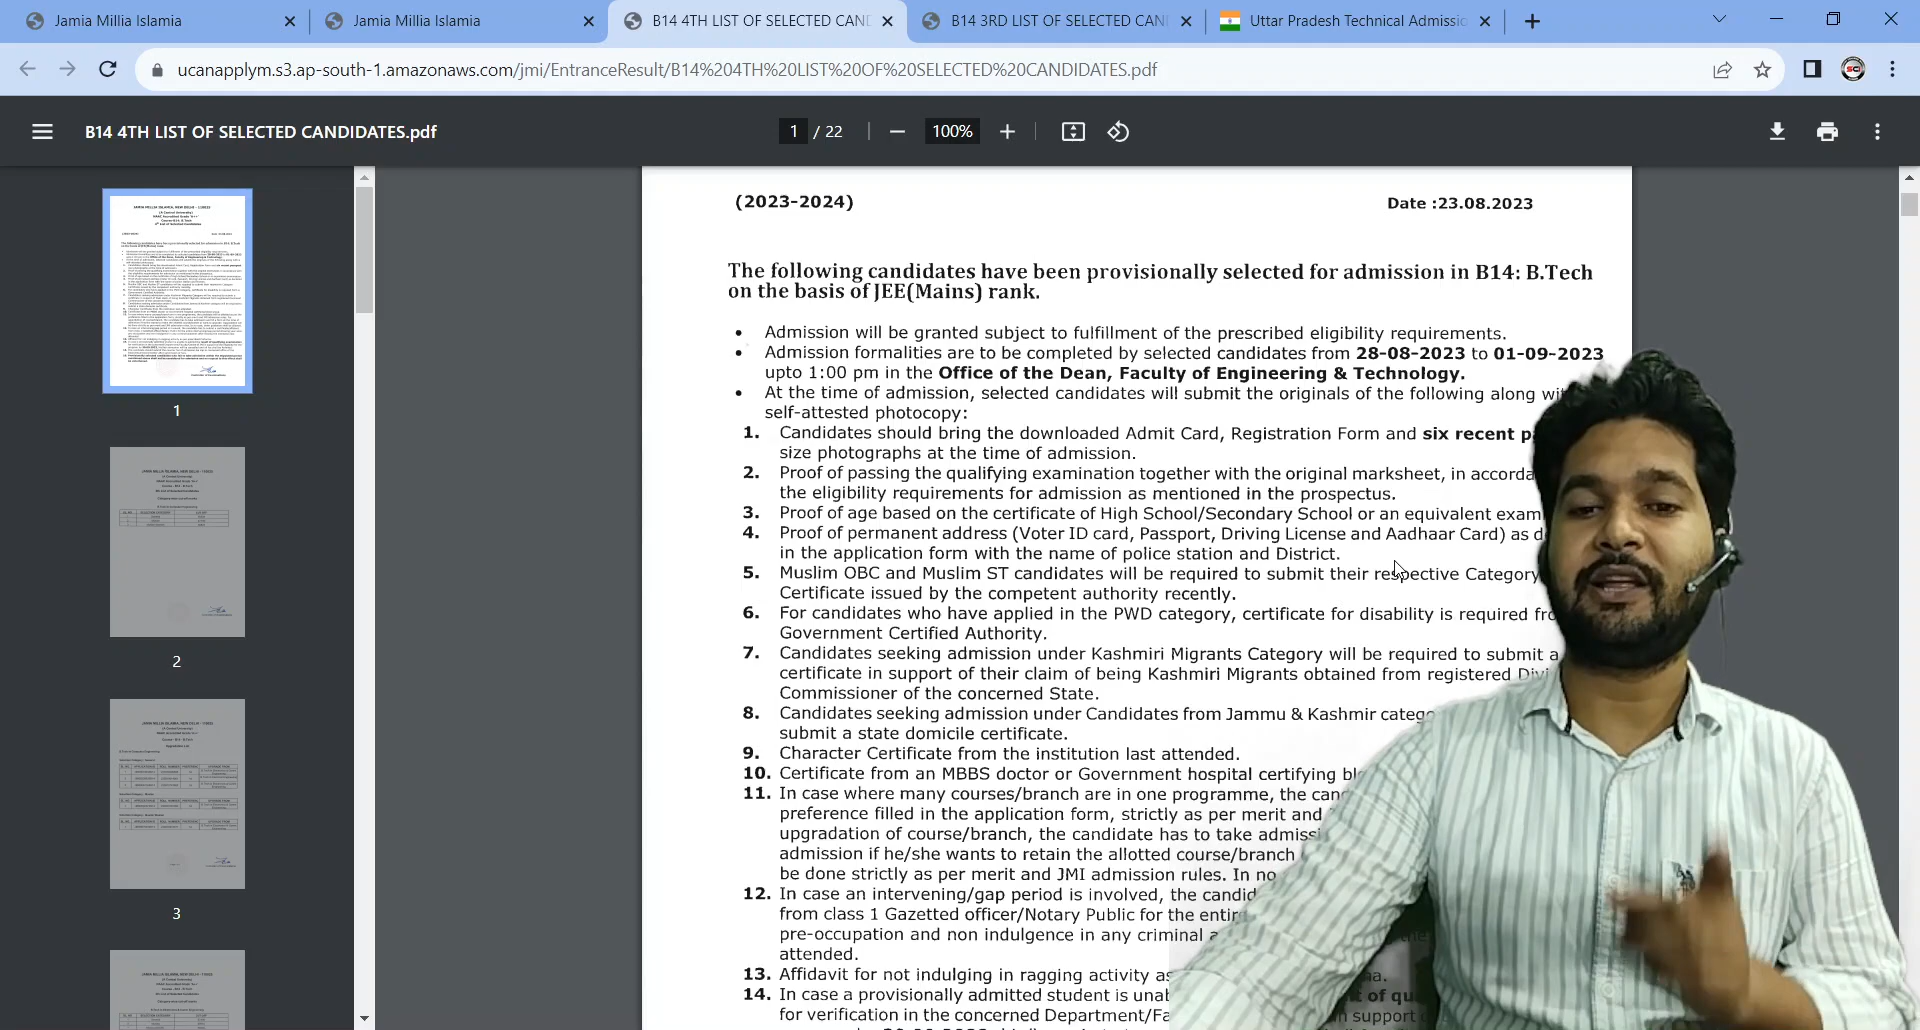 Jamia Millia Islamia
Jamia Millia Islamia
B14 4TH LIST OF SELECTED CAND
B14 3RD LIST OF SELECTED CAN
Uttar Pradesh Technical Admissio
ucanapplym.s3.ap-south-1.amazonaws.com/jmi/EntranceResult/B14%204TH%20LIST%20OF%20SELECTED%20CANDIDATES.pdf
B14 4TH LIST OF SELECTED CANDIDATES.pdf
1 / 22
100%
(2023-2024)
Date :23.08.2023
The following candidates have been provisionally selected for admission in B14: B.Tech
on the basis of JEE(Mains) rank.
• Admission will be granted subject to fulfillment of the prescribed eligibility requirements.
• Admission formalities are to be completed by selected candidates from 28-08-2023 to 01-09-2023
upto 1:00 pm in the Office of the Dean, Faculty of Engineering & Technology.
• At the time of admission, selected candidates will submit the originals of the following along wi
self-attested photocopy:
1. Candidates should bring the downloaded Admit Card, Registration Form and six recent p
size photographs at the time of admission.
2. Proof of passing the qualifying examination together with the original marksheet, in accorda
the eligibility requirements for admission as mentioned in the prospectus.
3. Proof of age based on the certificate of High School/Secondary School or an equivalent exam
4. Proof of permanent address (Voter ID card, Passport, Driving License and Aadhaar Card) as d
in the application form with the name of police station and District.
5. Muslim OBC and Muslim ST candidates will be required to submit their respective Category
Certificate issued by the competent authority recently.
6. For candidates who have applied in the PWD category, certificate for disability is required fro
Government Certified Authority.
7. Candidates seeking admission under Kashmiri Migrants Category will be required to submit a
certificate in support of their claim of being Kashmiri Migrants obtained from registered Divi
Commissioner of the concerned State.
8. Candidates seeking admission under Candidates from Jammu & Kashmir catego
submit a state domicile certificate.
9. Character Certificate from the institution last attended.
10. Certificate from an MBBS doctor or Government hospital certifying bl
11. In case where many courses/branch are in one programme, the can
preference filled in the application form, strictly as per merit and
upgradation of course/branch, the candidate has to take admissi
admission if he/she wants to retain the allotted course/branch
be done strictly as per merit and JMI admission rules. In no
12. In case an intervening/gap period is involved, the candid
from class 1 Gazetted officer/Notary Public for the entir
pre-occupation and non indulgence in any criminal a
attended.
13. Affidavit for not indulging in ragging activity as
14. In case a provisionally admitted student is unab
for verification in the concerned Department/Fa
1
2
3